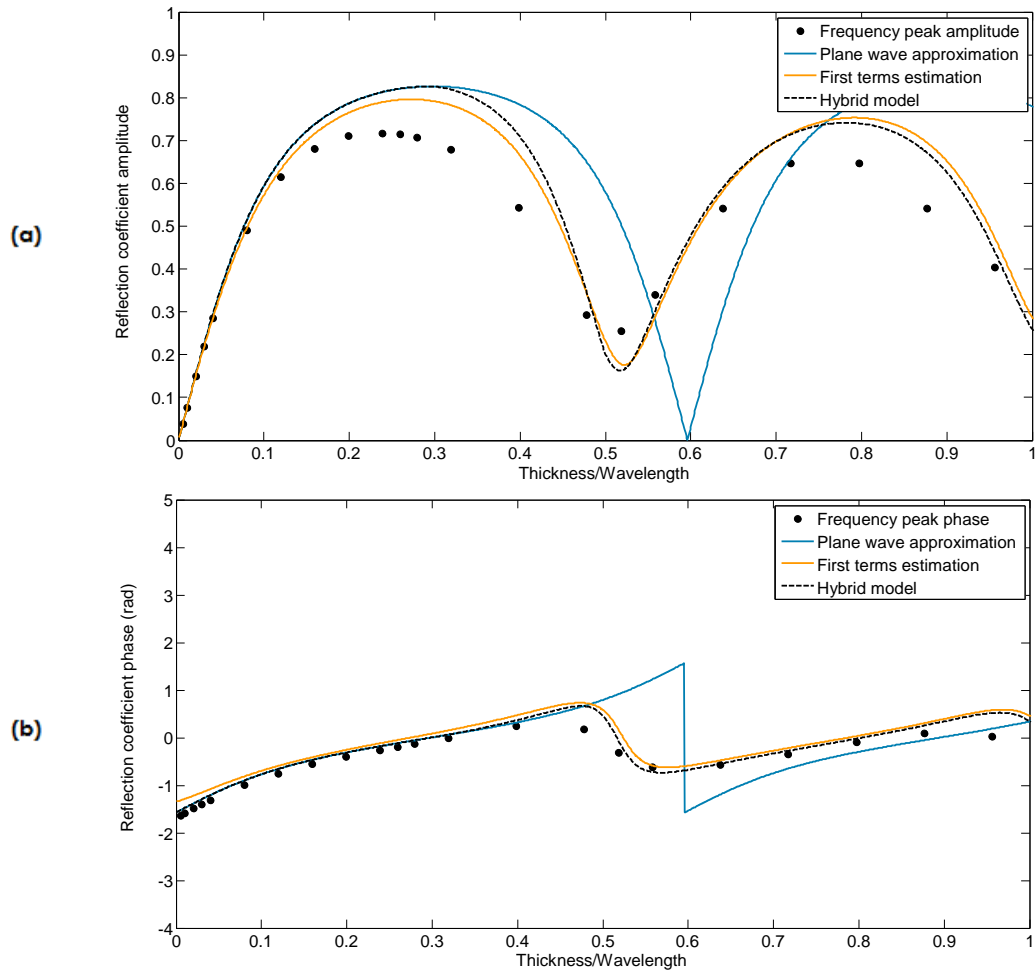 (a)
Reflection coefficient amplitude
1
0.9
0.8
0.7
0.6
0.5
0.4
0.3
0.2
0.1
0
Frequency peak amplitude
Plane wave approximation
First terms estimation
Hybrid model
0 0.1 0.2 0.3 0.4 0.5 0.6 0.7 0.8 0.9 1
Thickness/Wavelength
(b)
Reflection coefficient phase (rad)
5
4
3
2
1
0
-1
-2
-3
-4
Frequency peak phase
Plane wave approximation
First terms estimation
Hybrid model
0 0.1 0.2 0.3 0.4 0.5 0.6 0.7 0.8 0.9 1
Thickness/Wavelength